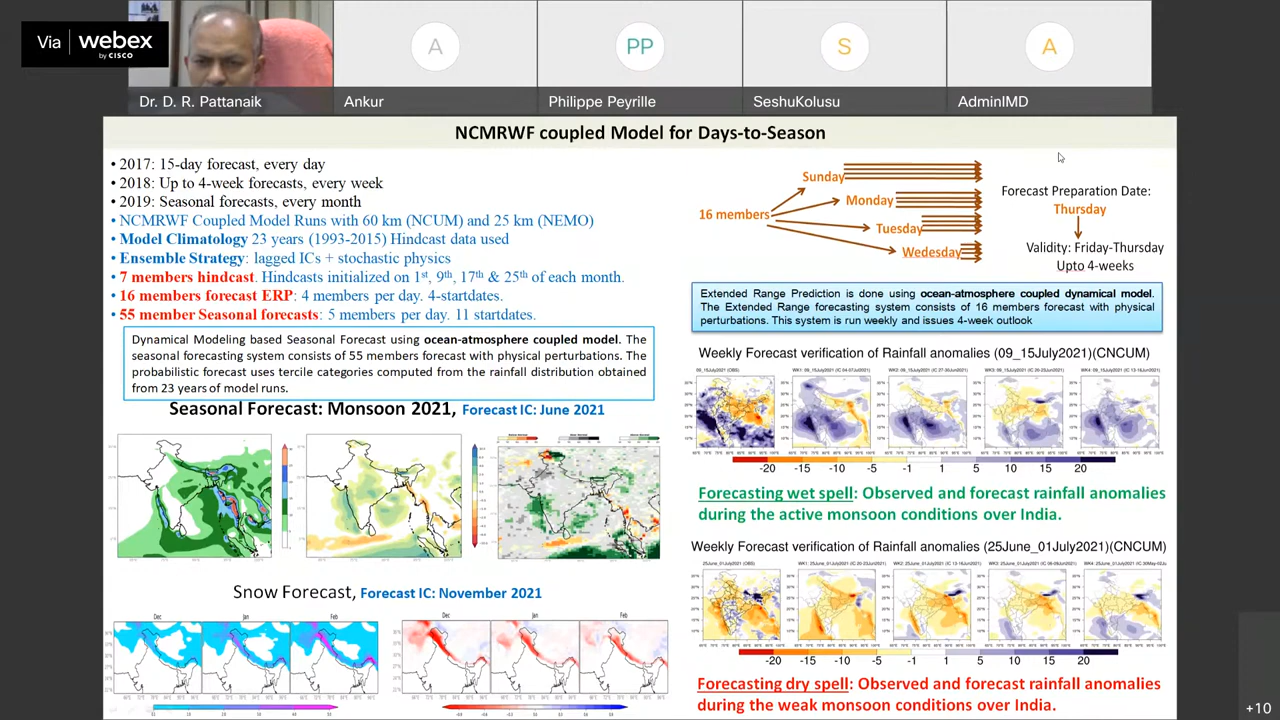 Via webex
by CISCO
A
PP
S
A
Dr. D. R. Pattanaik
Ankur
Philippe Peyrille
SeshuKolusu
AdminIMD
NCMRWF coupled Model for Days-to-Season
• 2017: 15-day forecast, every day
• 2018: Up to 4-week forecasts, every week
• 2019: Seasonal forecasts, every month
• NCMRWF Coupled Model Runs with 60 km (NCUM) and 25 km (NEMO)
• Model Climatology 23 years (1993-2015) Hindcast data used
• Ensemble Strategy: lagged ICs + stochastic physics
• 7 members hindcast. Hindcasts initialized on 1st, 9th, 17th & 25th of each month.
• 16 members forecast ERP: 4 members per day. 4-startdates.
• 55 member Seasonal forecasts: 5 members per day. 11 startdates.
Dynamical Modeling based Seasonal Forecast using ocean-atmosphere coupled model. The
seasonal forecasting system consists of 55 members forecast with physical perturbations. The
probabilistic forecast uses tercile categories computed from the rainfall distribution obtained
from 23 years of model runs.
Seasonal Forecast: Monsoon 2021, Forecast IC: June 2021
Snow Forecast, Forecast IC: November 2021
Dec
Jan
Feb
Dec
Jan
Feb
16 members
Sunday
Monday
Tuesday
Wedesday
Forecast Preparation Date:
Thursday
Validity: Friday-Thursday
Upto 4-weeks
Extended Range Prediction is done using ocean-atmosphere coupled dynamical model.
The Extended Range forecasting system consists of 16 members forecast with physical
perturbations. This system is run weekly and issues 4-week outlook
Weekly Forecast verification of Rainfall anomalies (09_15July2021)(CNCUM)
-20 -15 -10 -5 -1 1 5 10 15 20
Forecasting wet spell: Observed and forecast rainfall anomalies
during the active monsoon conditions over India.
Weekly Forecast verification of Rainfall anomalies (25June_01July2021)(CNCUM)
-20 -15 -10 -5 -1 1 5 10 15 20
Forecasting dry spell: Observed and forecast rainfall anomalies
during the weak monsoon conditions over India.
+10